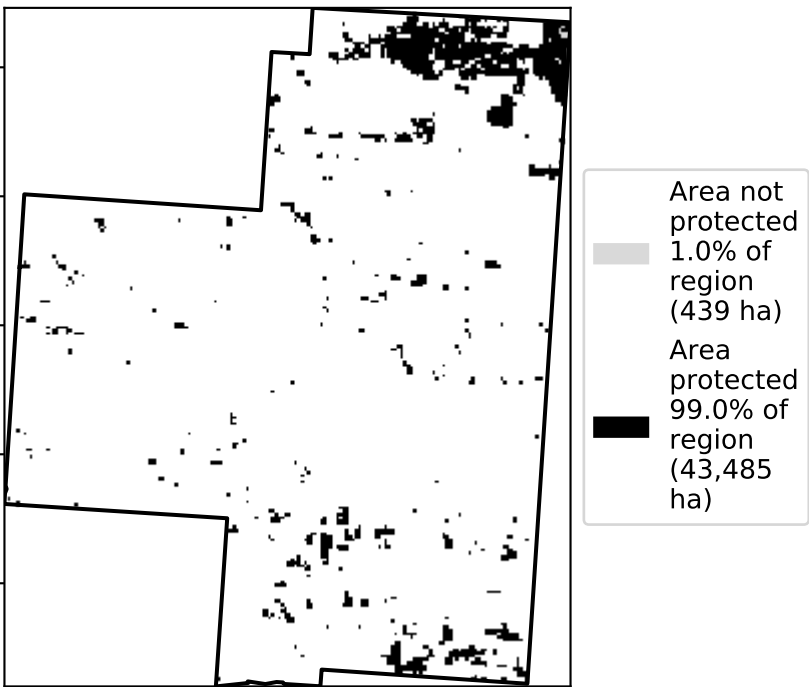 Area not
protected
1.0% of
region
(439 ha)
Area
protected
99.0% of
region
(43,485
ha)